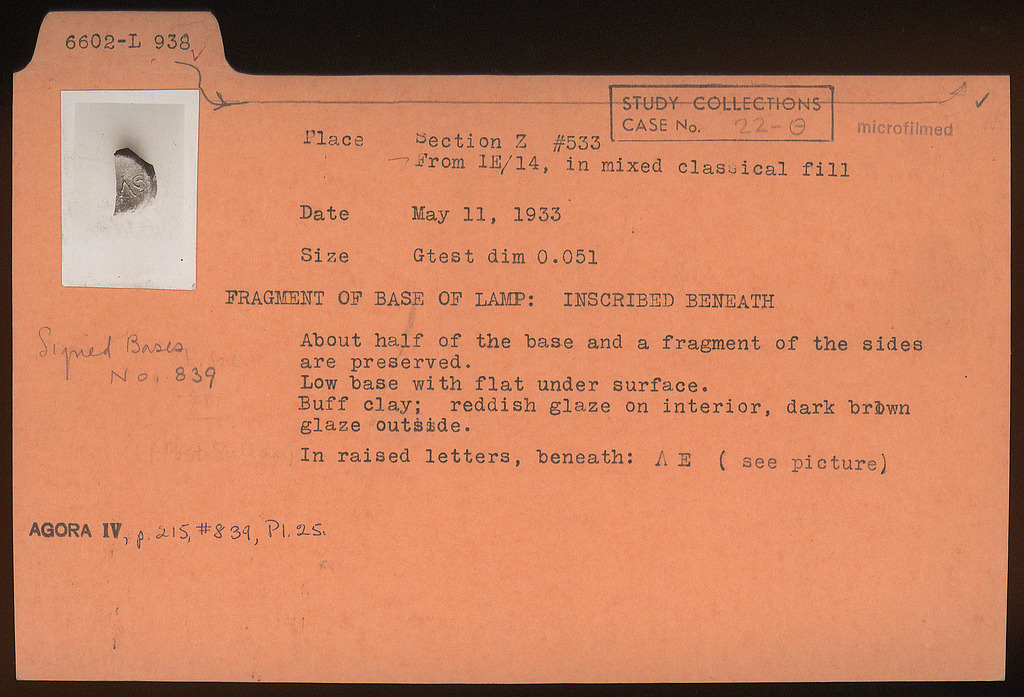 6602-L 938
STUDY COLLECTIONS
CASE No. 22-Θ
microfilmed
Place Section Z #533
From 1E/14, in mixed classical fill
Date May 11, 1933
Size Gtest dim 0.051
FRAGMENT OF BASE OF LAMP: INSCRIBED BENEATH
Signed Bases
No. 839
About half of the base and a fragment of the sides
are preserved.
Low base with flat under surface.
Buff clay; reddish glaze on interior, dark brown
glaze outside.
In raised letters, beneath: Λ E ( see picture)
AGORA IV, p. 215, #839, Pl. 25.